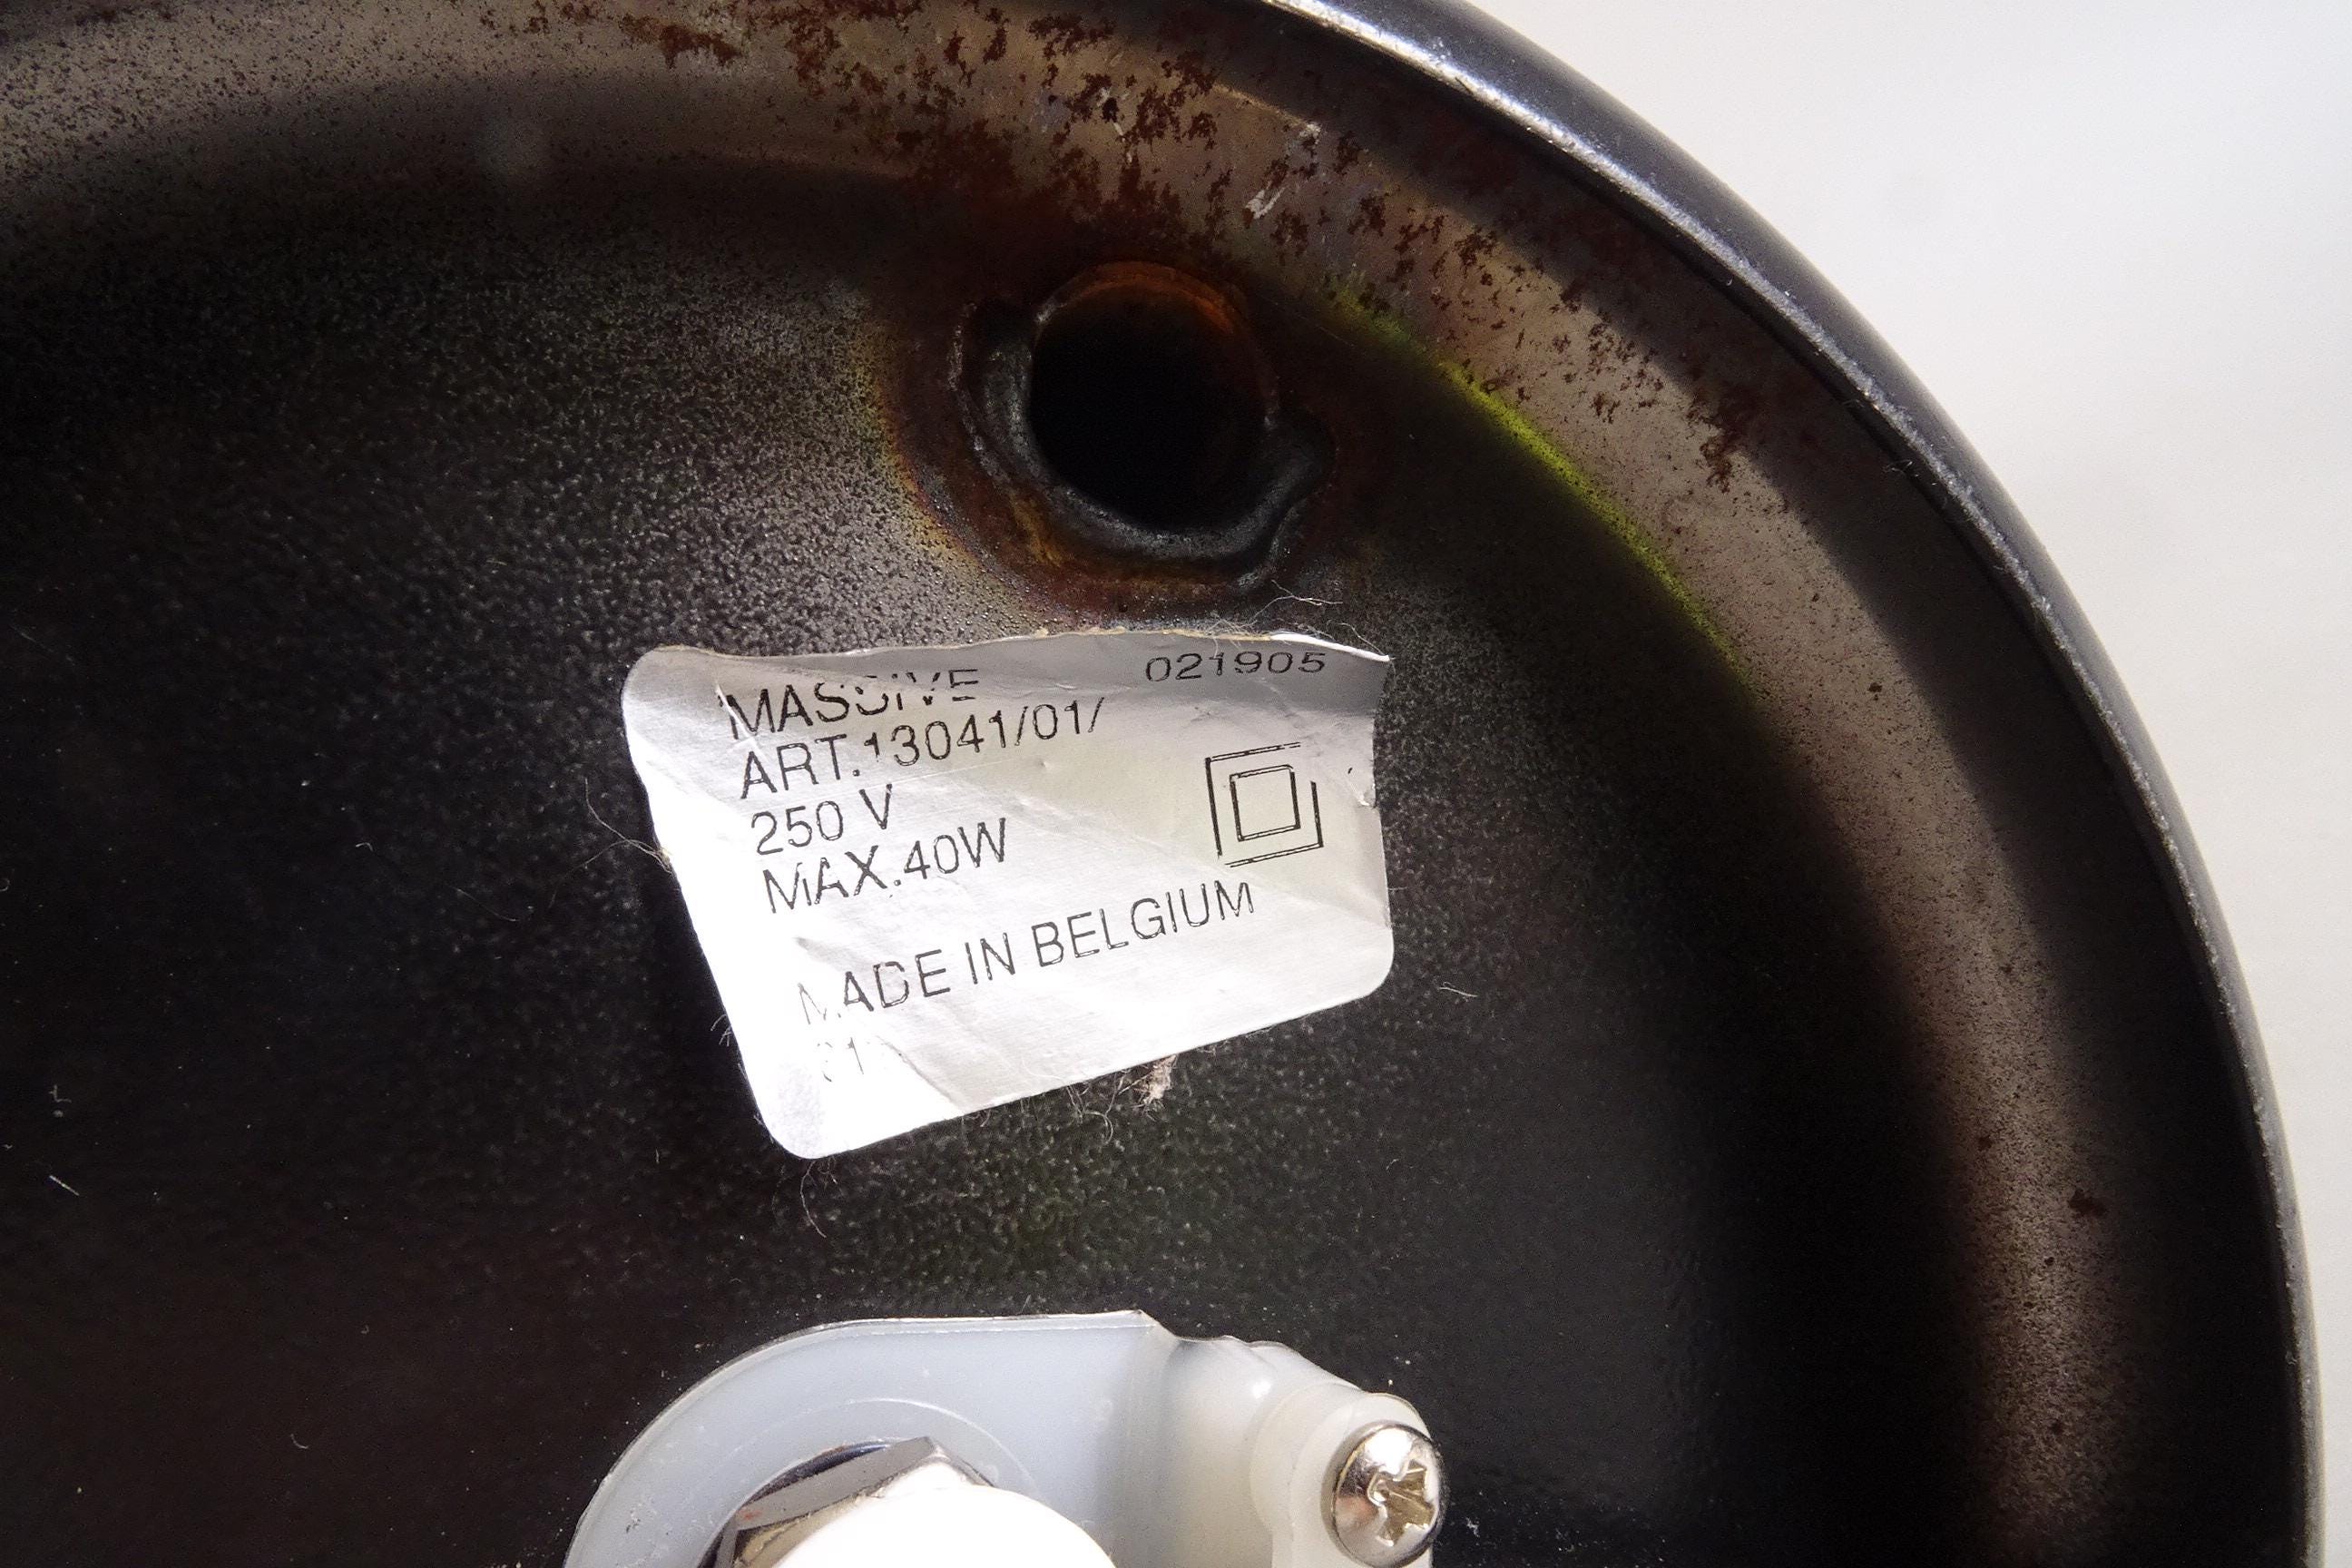 MASSIVE 021905
ART.13041/01/
250 V
MAX.40W
MADE IN BELGIUM